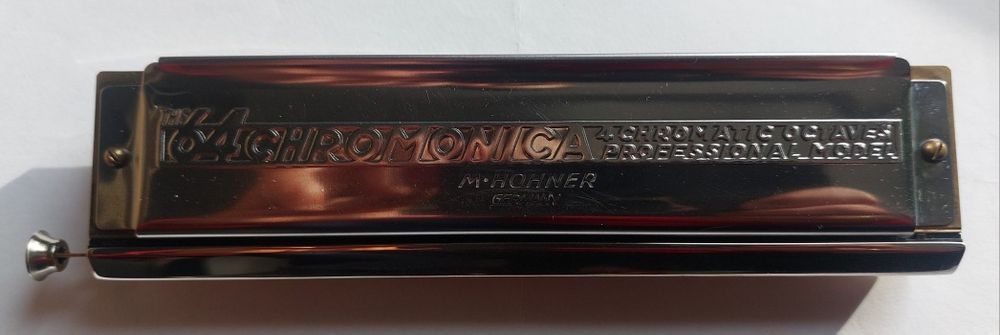 THE 64 CHROMONICA
4 CHROMATIC OCTAVES
PROFESSIONAL MODEL
M·HOHNER
GERMANY